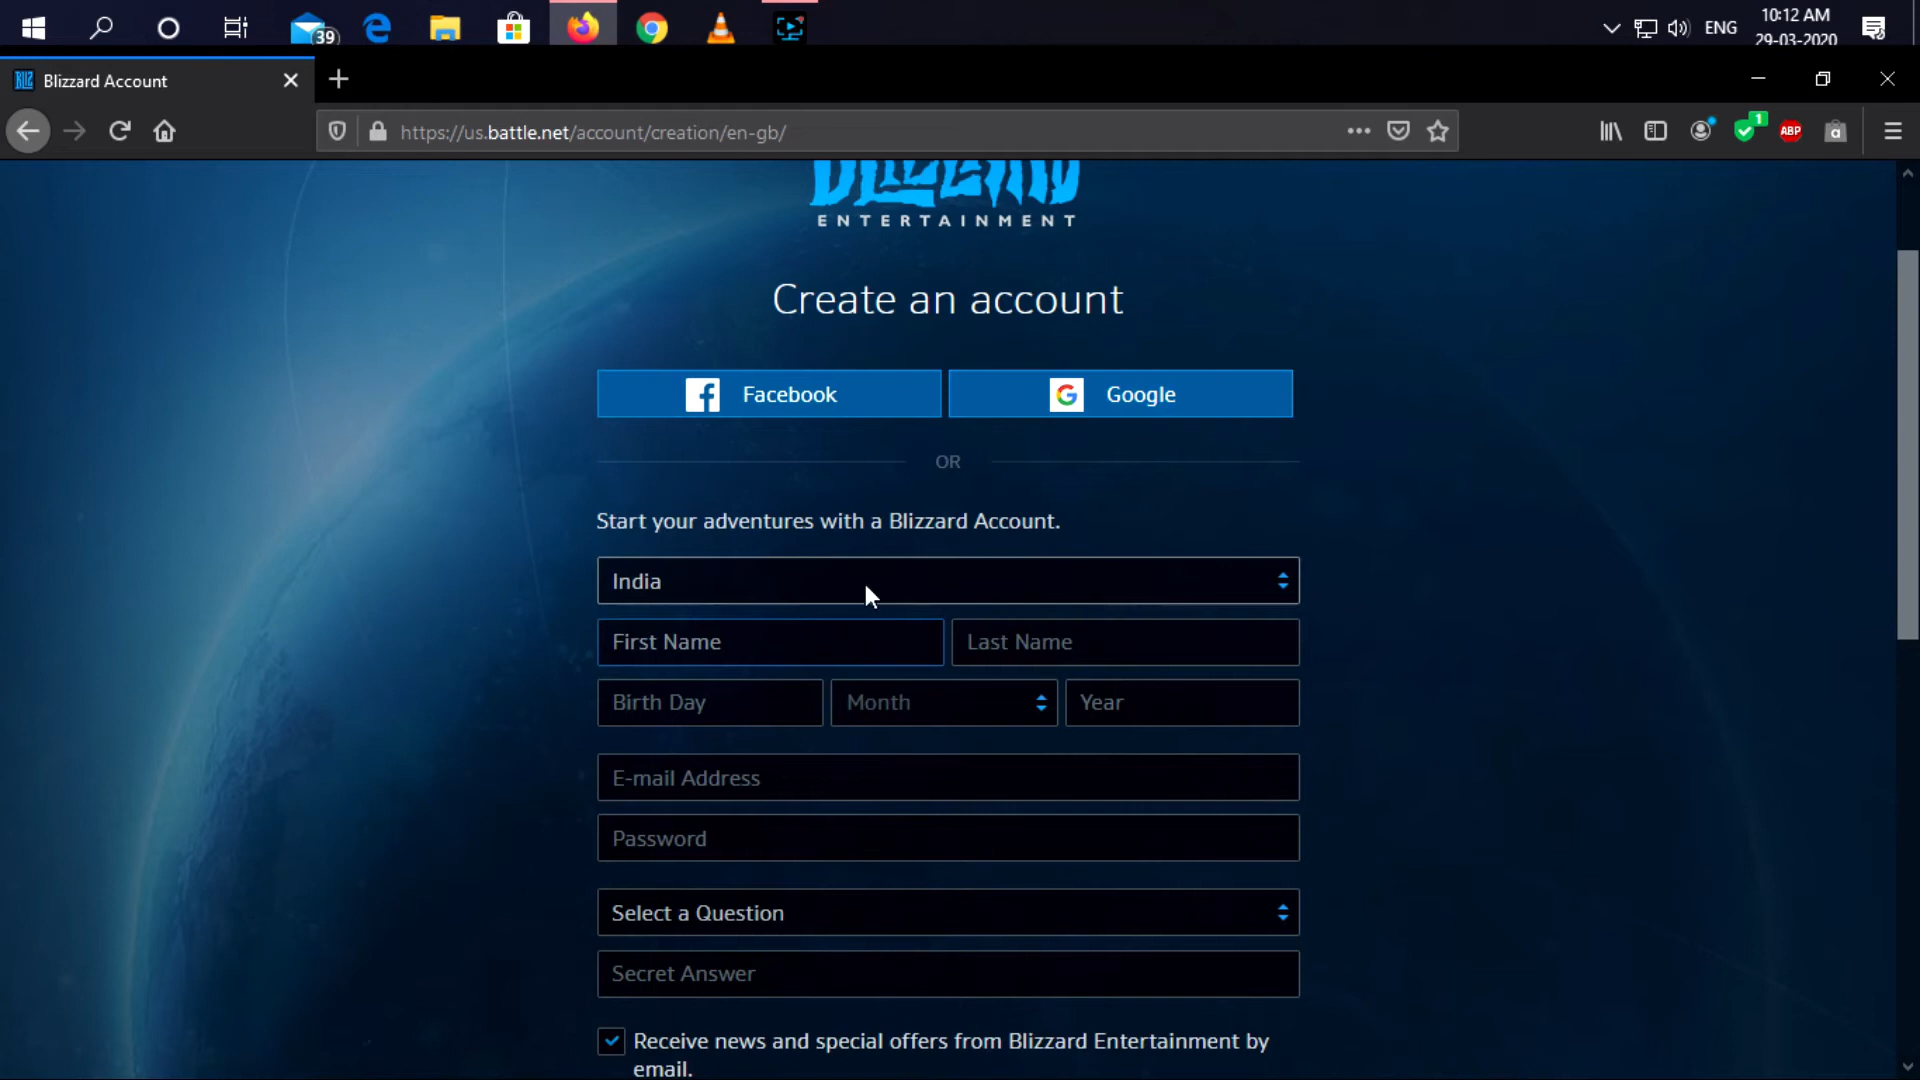 39
ENG
10:12 AM
29-03-2020
Blizzard Account
https://us.battle.net/account/creation/en-gb/
1
ABP
BLIZZARD
ENTERTAINMENT
Create an account
Facebook
Google
OR
Start your adventures with a Blizzard Account.
India
First Name
Last Name
Birth Day
Month
Year
E-mail Address
Password
Select a Question
Secret Answer
Receive news and special offers from Blizzard Entertainment by
email.